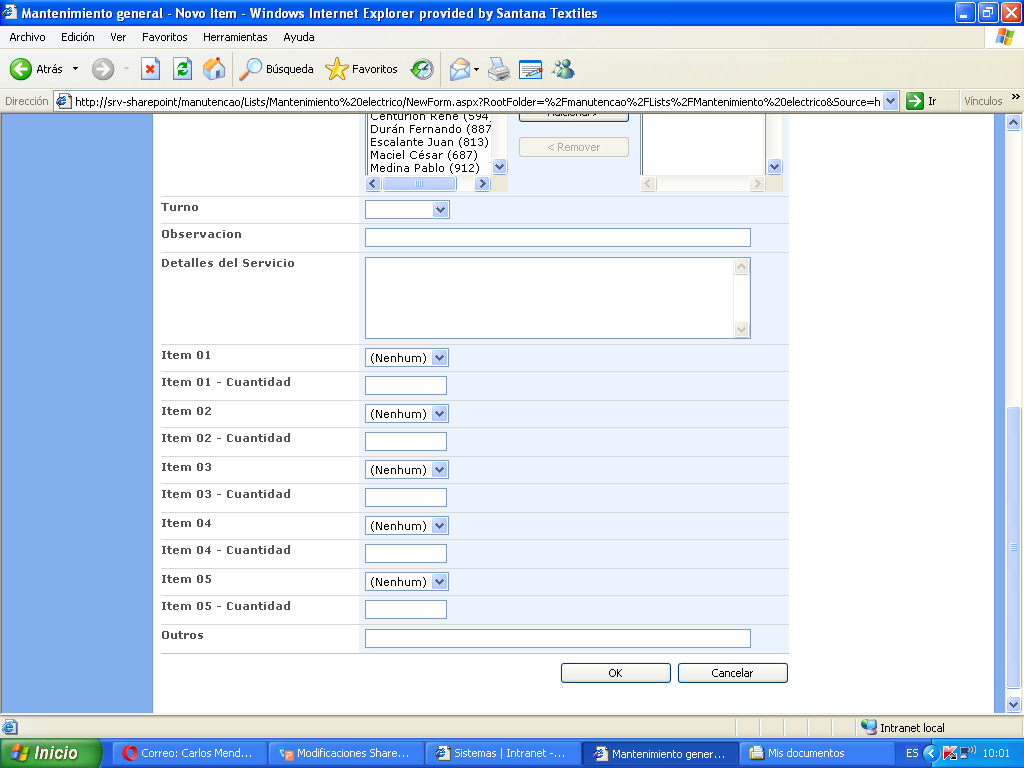 Mantenimiento general - Novo Item - Windows Internet Explorer provided by Santana Textiles
Archivo Edición Ver Favoritos Herramientas Ayuda
Atrás Búsqueda Favoritos
Dirección http://srv-sharepoint/manutencao/Lists/Mantenimiento%20electrico/NewForm.aspx?RootFolder=%2Fmanutencao%2FLists%2FMantenimiento%20electrico&Source=h Ir Vínculos »
Centurión René (594
Adicionar >
Durán Fernando (887
Escalante Juan (813)
Maciel César (687)
< Remover
Medina Pablo (912)
Turno
Observacion
Detalles del Servicio
Item 01 (Nenhum)
Item 01 - Cuantidad
Item 02 (Nenhum)
Item 02 - Cuantidad
Item 03 (Nenhum)
Item 03 - Cuantidad
Item 04 (Nenhum)
Item 04 - Cuantidad
Item 05 (Nenhum)
Item 05 - Cuantidad
Outros
OK Cancelar
Intranet local
Inicio Correo: Carlos Mend... Modificaciones Share... Sistemas | Intranet -... Mantenimiento gener... Mis documentos ES 10:01